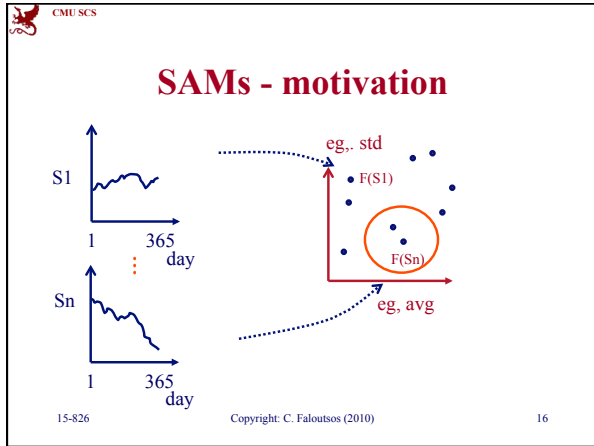 CMU SCS
SAMs - motivation
S1
1
365
day
Sn
1
365
day
eg,. std
F(S1)
F(Sn)
eg, avg
15-826
Copyright: C. Faloutsos (2010)
16